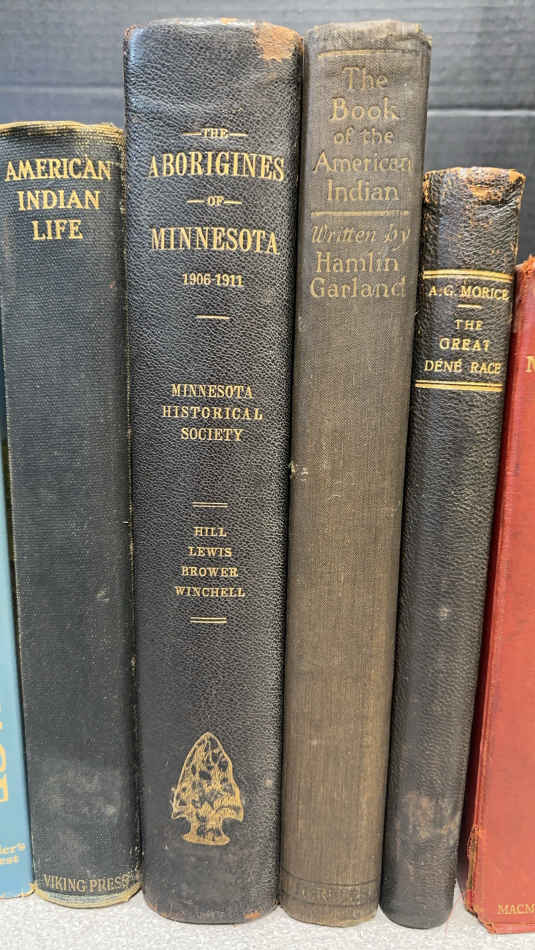 AMERICAN
INDIAN
LIFE
VIKING PRESS
THE
ABORIGINES
OF
MINNESOTA
1906-1911
MINNESOTA
HISTORICAL
SOCIETY
HILL
LEWIS
BROWER
WINCHELL
The
Book
of the
American
Indian
Written by
Hamlin
Garland
A.G. MORICE
THE
GREAT
DÉNÉ RACE